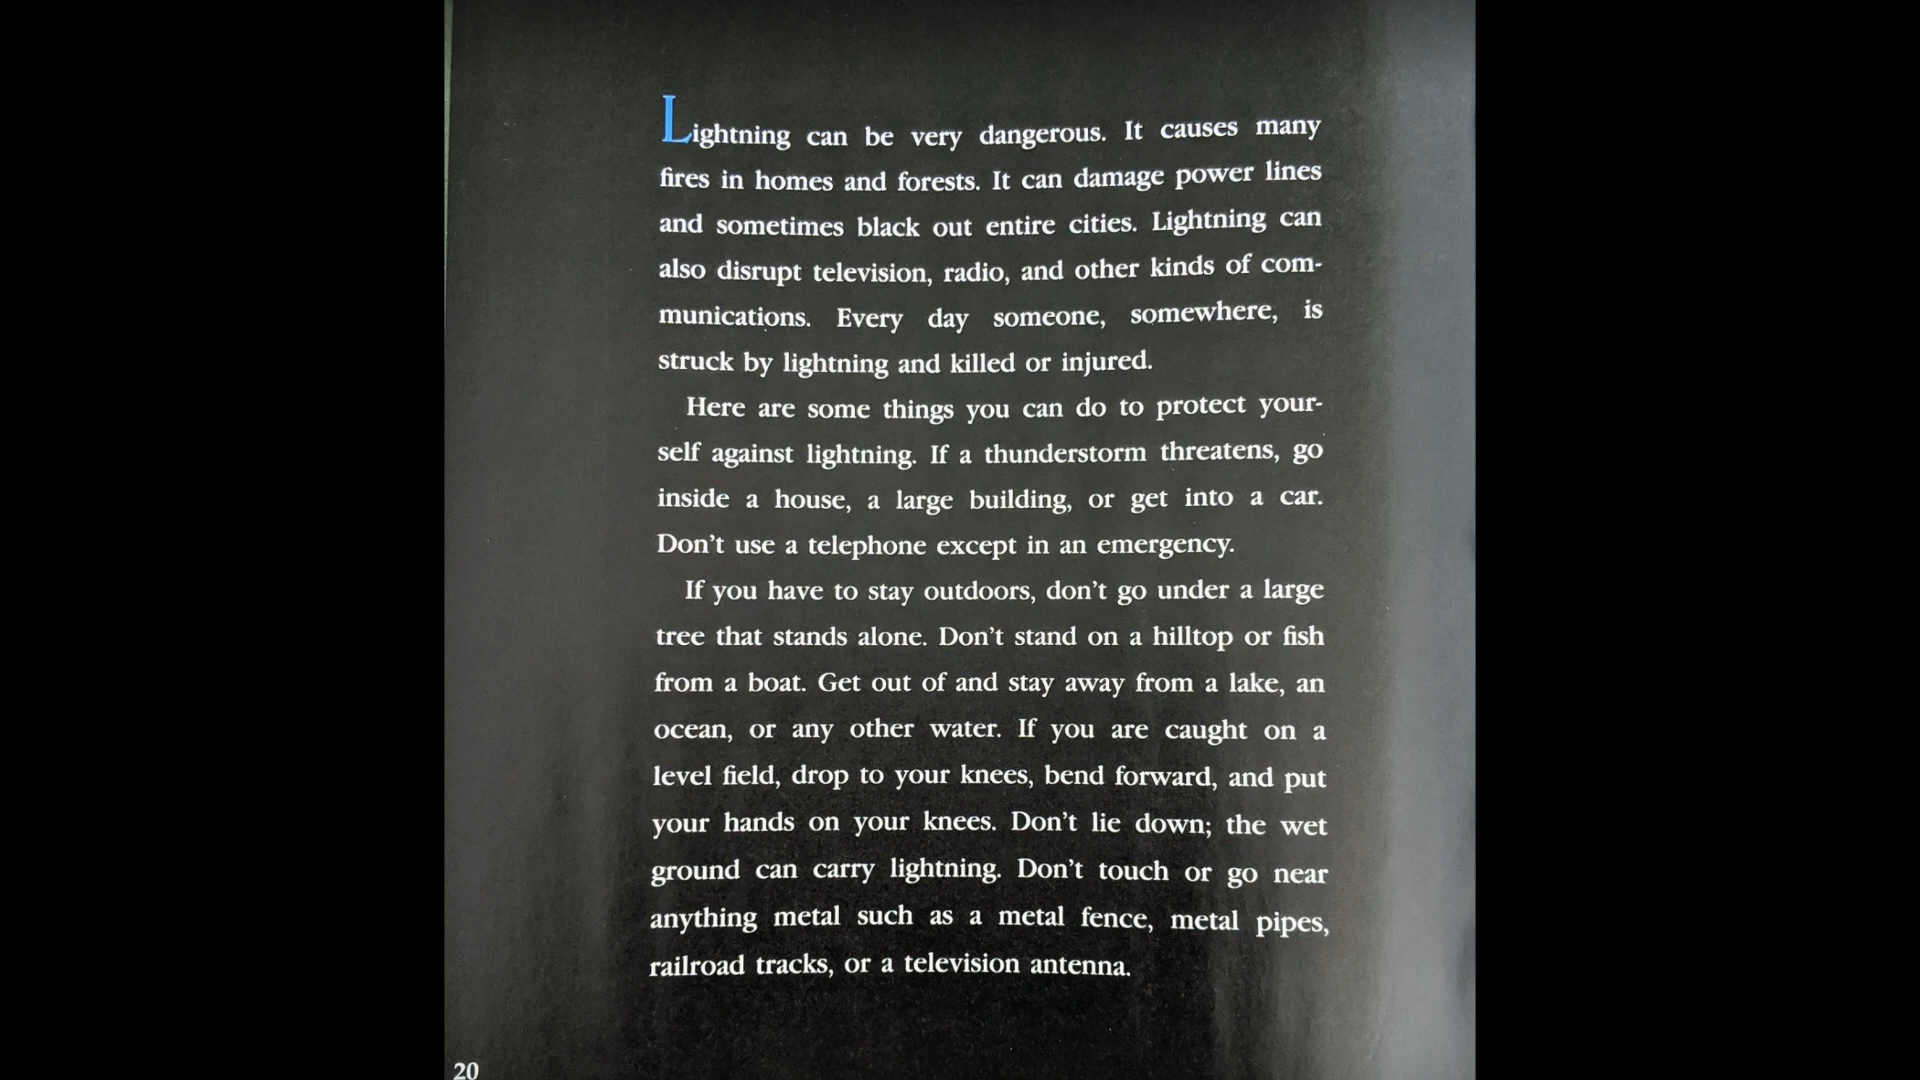 Lightning can be very dangerous. It causes many
fires in homes and forests. It can damage power lines
and sometimes black out entire cities. Lightning can
also disrupt television, radio, and other kinds of com-
munications. Every day someone, somewhere, is
struck by lightning and killed or injured.
Here are some things you can do to protect your-
self against lightning. If a thunderstorm threatens, go
inside a house, a large building, or get into a car.
Don't use a telephone except in an emergency.
If you have to stay outdoors, don't go under a large
tree that stands alone. Don't stand on a hilltop or fish
from a boat. Get out of and stay away from a lake, an
ocean, or any other water. If you are caught on a
level field, drop to your knees, bend forward, and put
your hands on your knees. Don't lie down; the wet
ground can carry lightning. Don't touch or go near
anything metal such as a metal fence, metal pipes,
railroad tracks, or a television antenna.
20